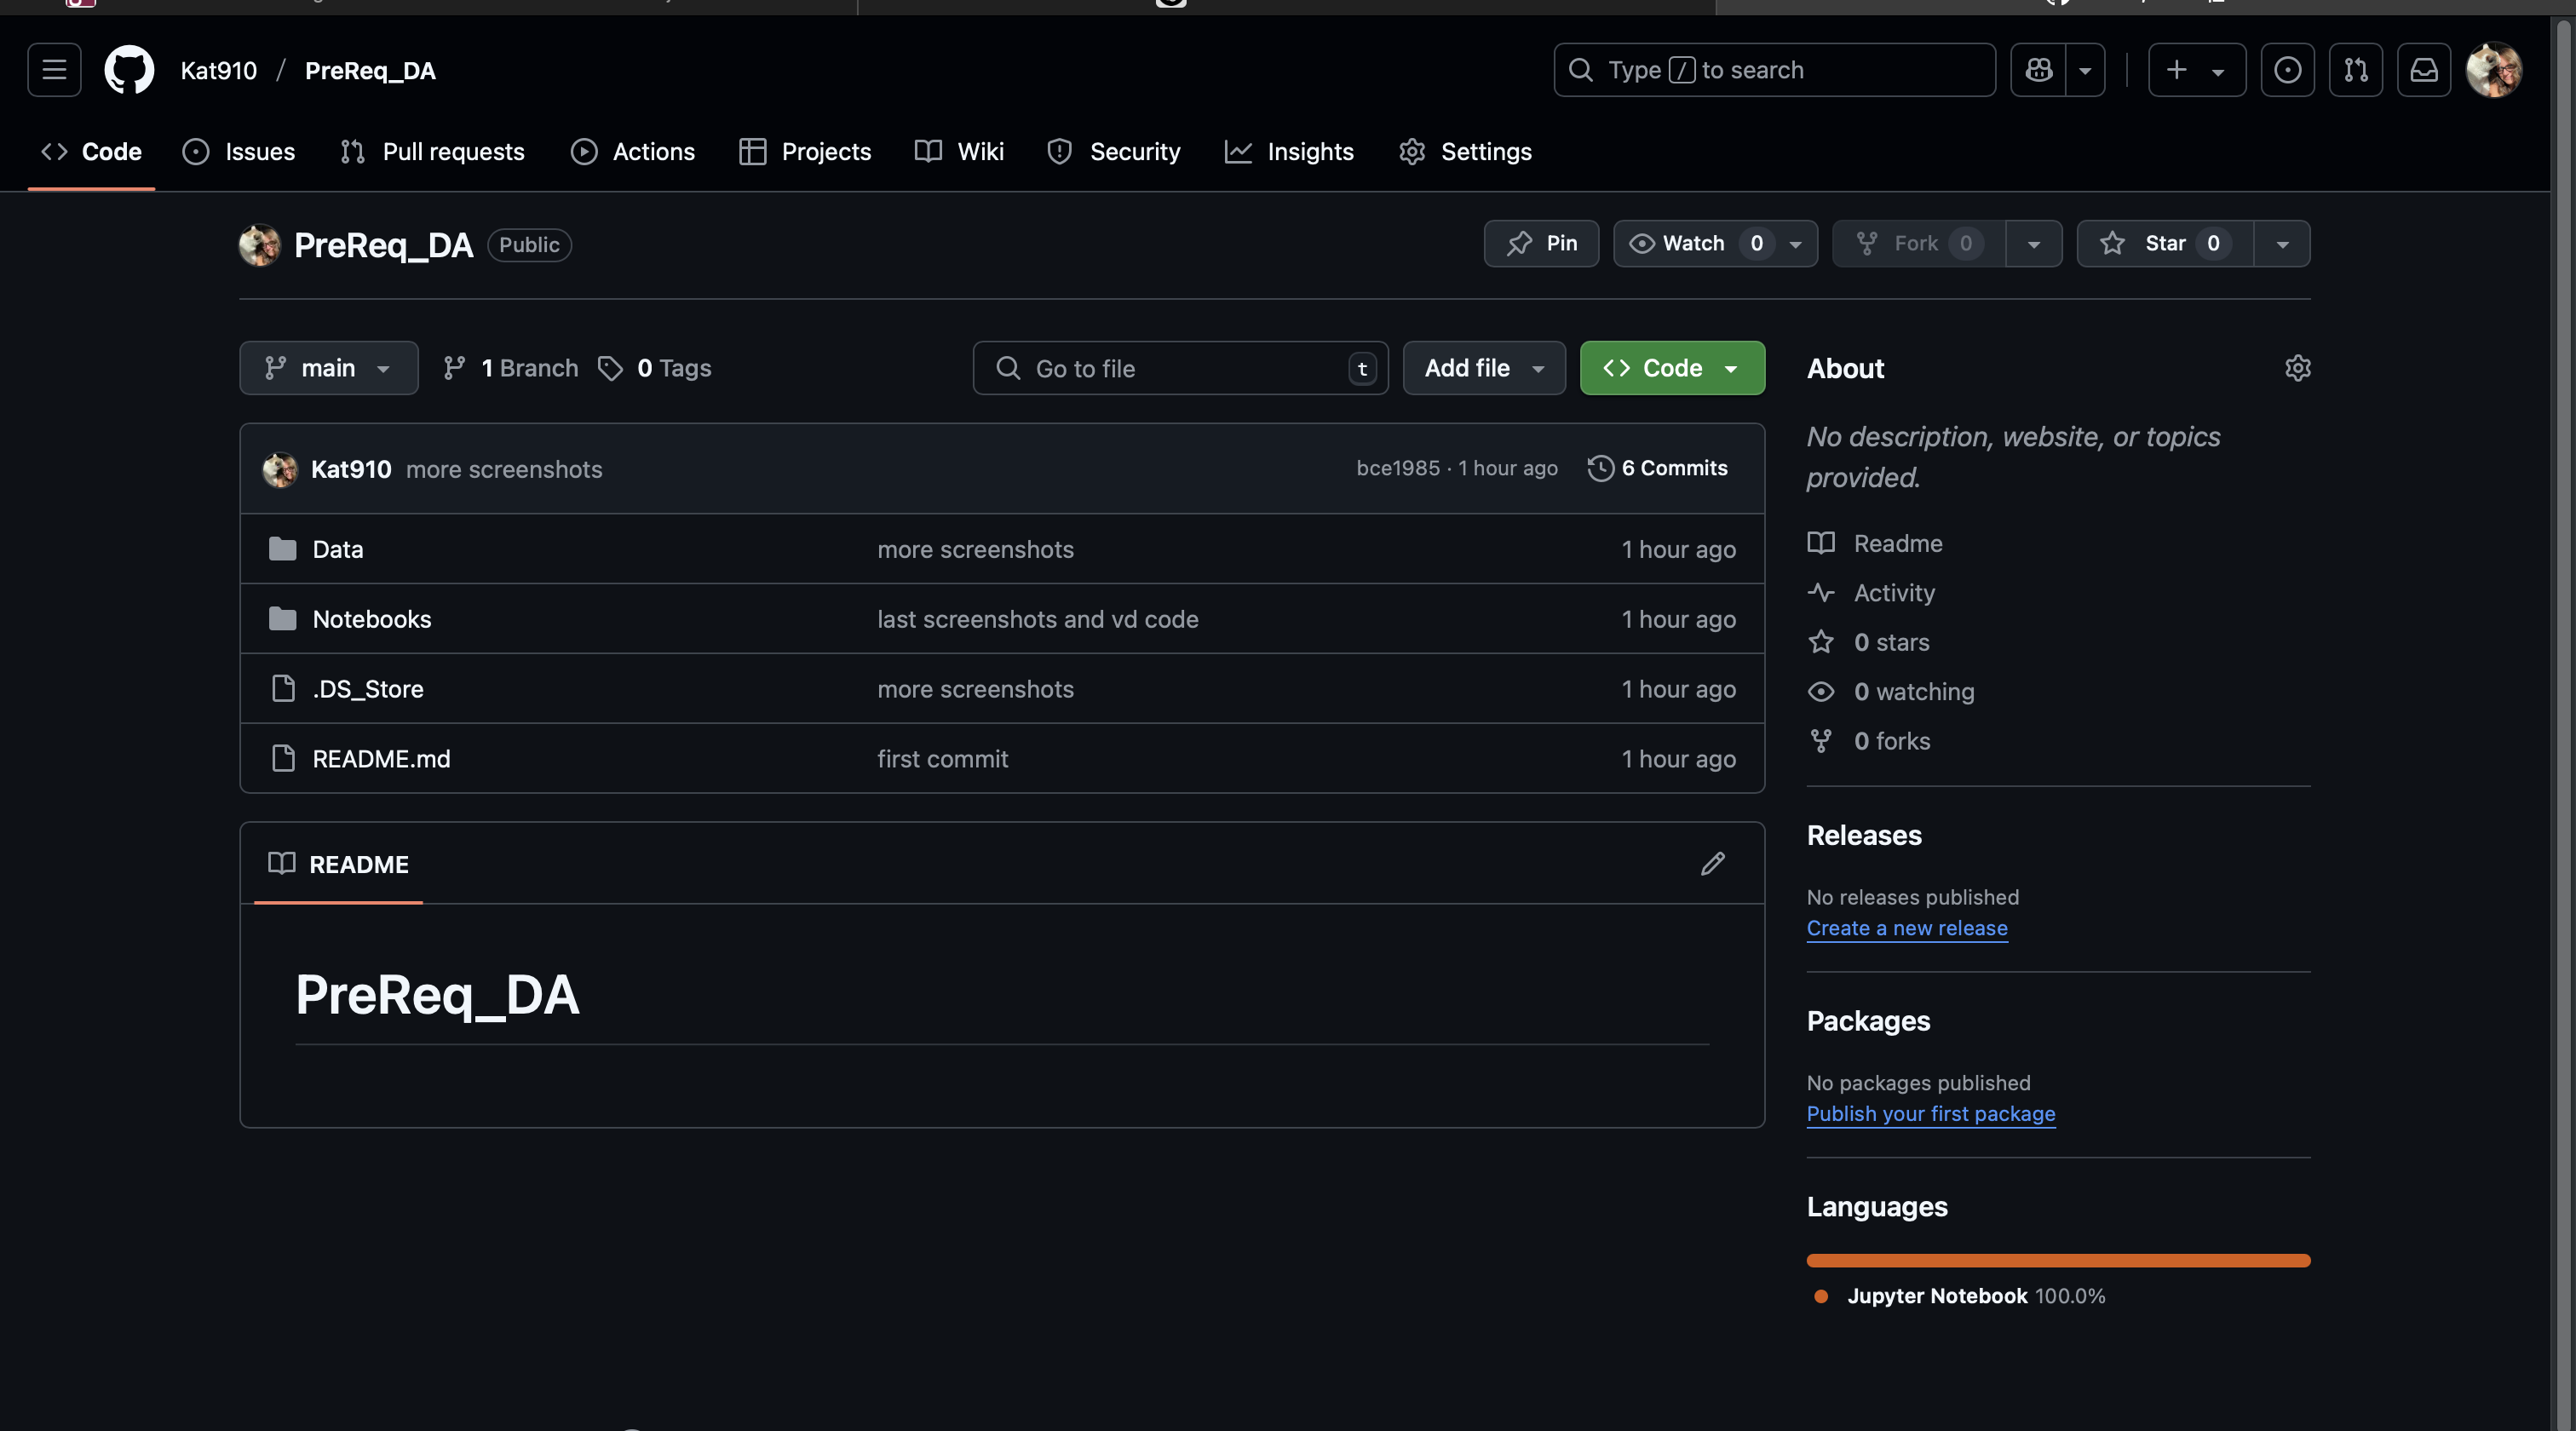 Kat910 / PreReq_DA
Type / to search
Code Issues Pull requests Actions Projects Wiki Security Insights Settings
PreReq_DA Public
Pin Watch 0 Fork 0 Star 0
main 1 Branch 0 Tags Go to file t Add file Code
Kat910 more screenshots bce1985 · 1 hour ago 6 Commits
Data more screenshots 1 hour ago
Notebooks last screenshots and vd code 1 hour ago
.DS_Store more screenshots 1 hour ago
README.md first commit 1 hour ago
README
PreReq_DA
About
No description, website, or topics
provided.
Readme
Activity
0 stars
0 watching
0 forks
Releases
No releases published
Create a new release
Packages
No packages published
Publish your first package
Languages
Jupyter Notebook 100.0%